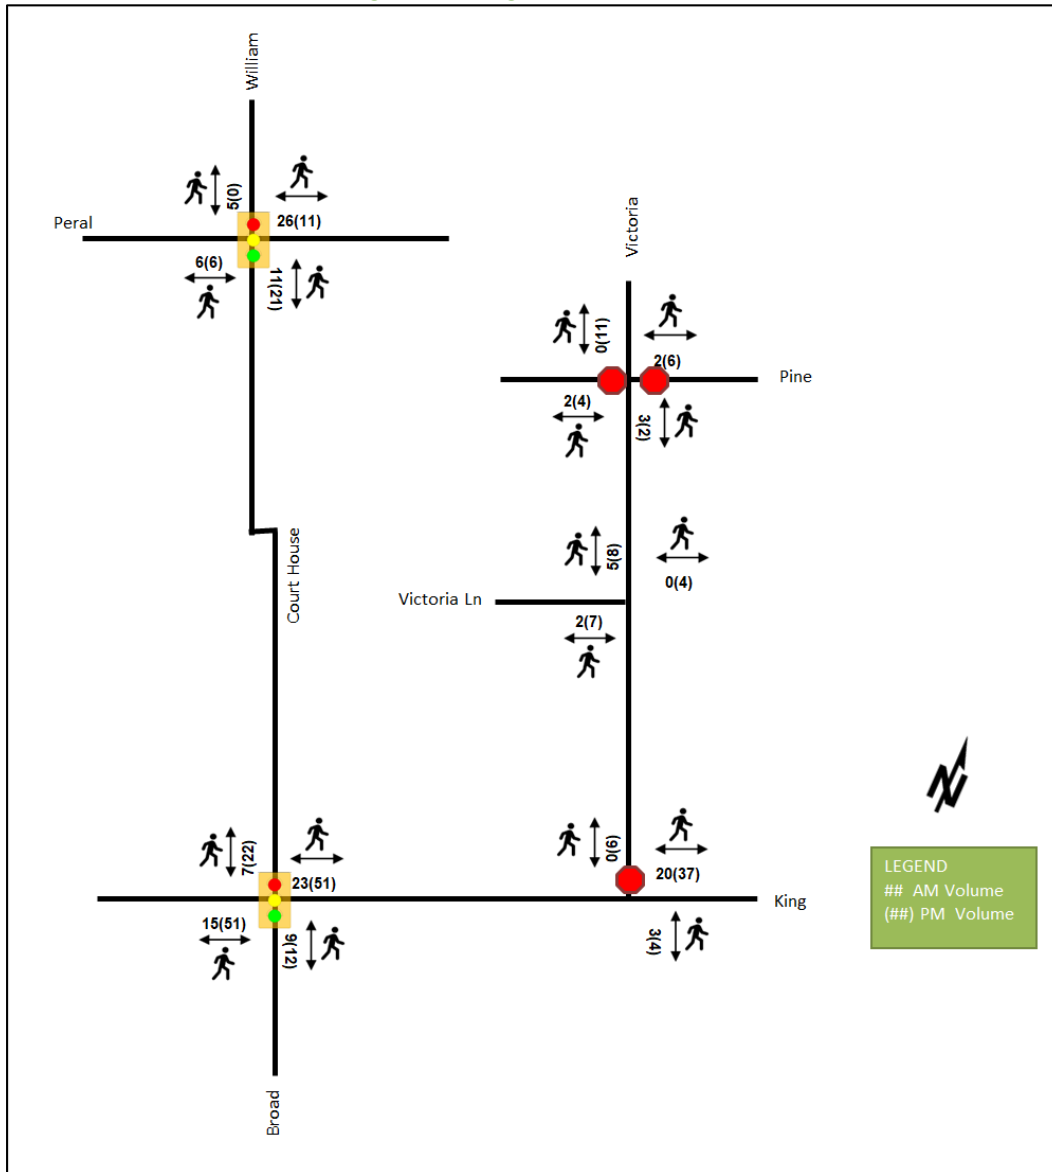 William
5(0)
26(11)
Peral
6(6)
11(21)
Victoria
0(11)
2(6)
Pine
2(4)
3(2)
Court House
5(8)
0(4)
Victoria Ln
2(7)
7(22)
23(51)
15(51)
9(12)
0(6)
20(37)
King
3(4)
N
LEGEND
## AM Volume
(##) PM Volume
Broad